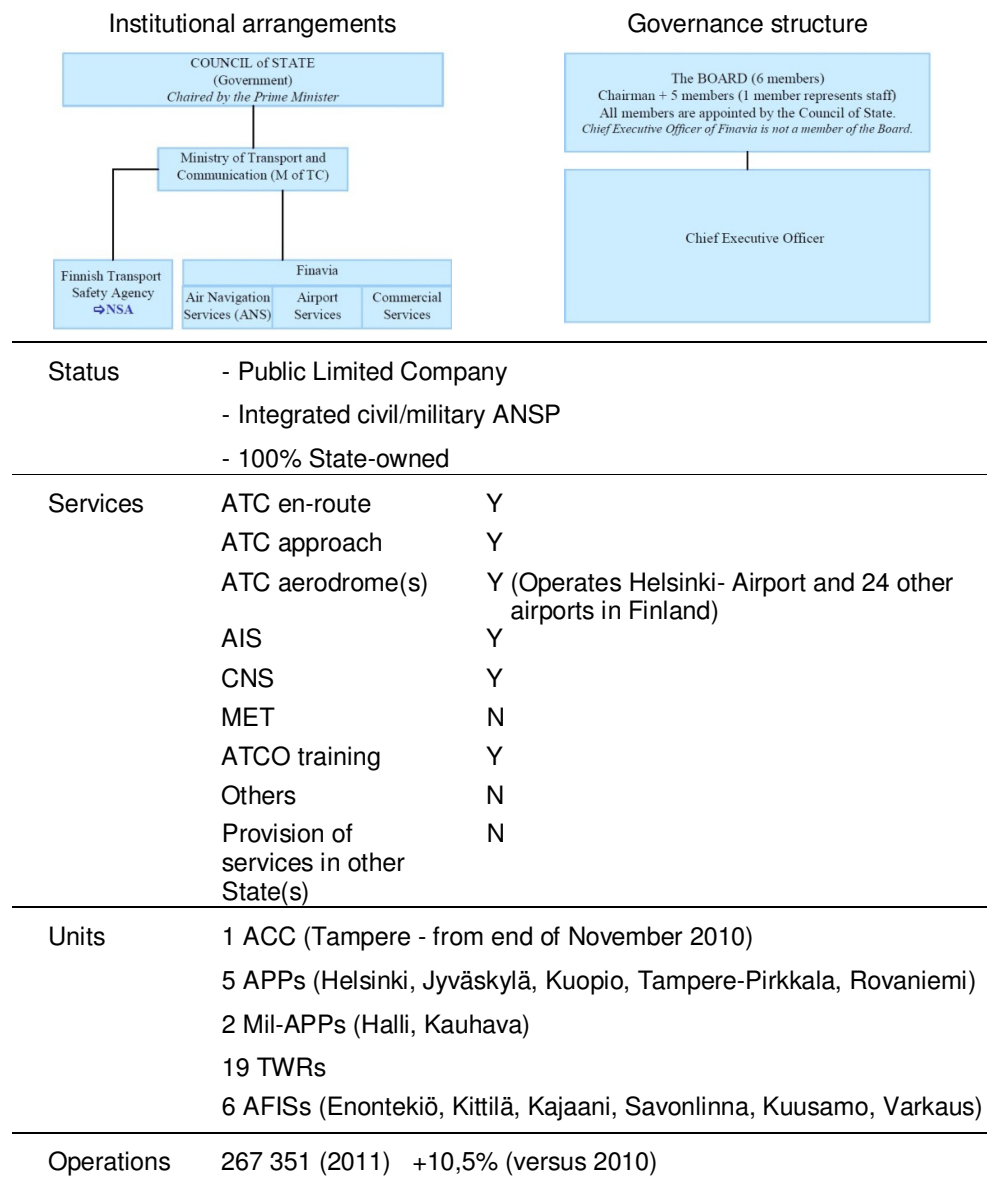 Institutional arrangements
COUNCIL of STATE
(Government)
Chaired by the Prime Minister
Ministry of Transport and
Communication (M of TC)
Finnish Transport
Safety Agency
⇨NSA
Finavia
Air Navigation
Services (ANS)
Airport
Services
Commercial
Services
Governance structure
The BOARD (6 members)
Chairman + 5 members (1 member represents staff)
All members are appointed by the Council of State.
Chief Executive Officer of Finavia is not a member of the Board.
Chief Executive Officer
Status - Public Limited Company
- Integrated civil/military ANSP
- 100% State-owned
Services ATC en-route Y
ATC approach Y
ATC aerodrome(s) Y (Operates Helsinki- Airport and 24 other
airports in Finland)
AIS Y
CNS Y
MET N
ATCO training Y
Others N
Provision of N
services in other
State(s)
Units 1 ACC (Tampere - from end of November 2010)
5 APPs (Helsinki, Jyväskylä, Kuopio, Tampere-Pirkkala, Rovaniemi)
2 Mil-APPs (Halli, Kauhava)
19 TWRs
6 AFISs (Enontekiö, Kittilä, Kajaani, Savonlinna, Kuusamo, Varkaus)
Operations 267 351 (2011) +10,5% (versus 2010)